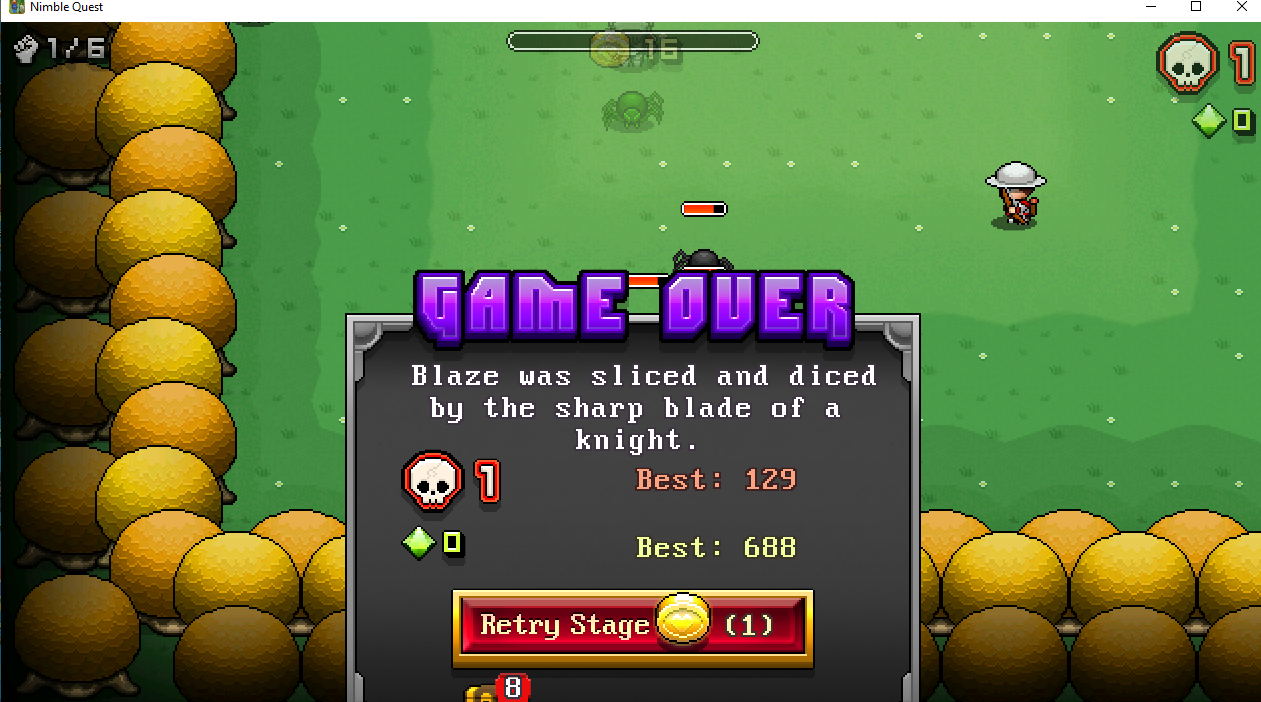 Nimble Quest
1/6
16
1
0
GAME OVER
Blaze was sliced and diced
by the sharp blade of a
knight.
1
Best: 129
0
Best: 688
Retry Stage (1)
8